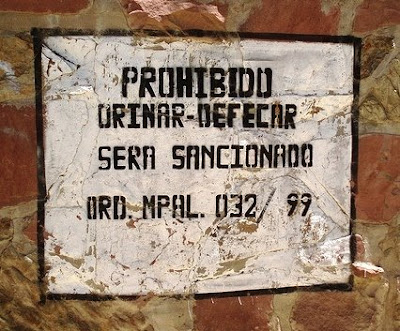 PROHIBIDO
ORINAR-DEFECAR
SERA SANCIONADO
ORD. MPAL. 032/ 99